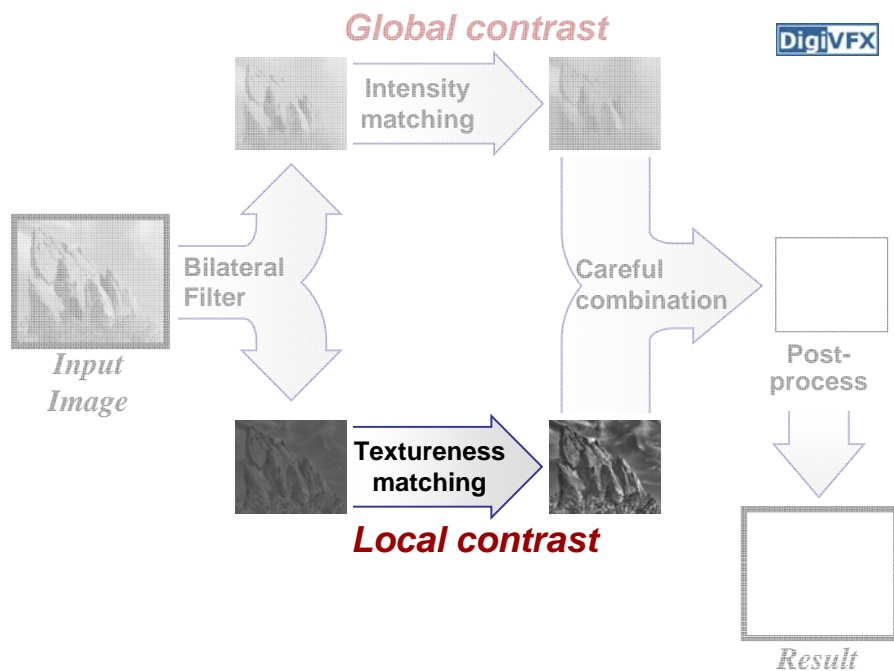 Global contrast
DigiVFX
Intensity
matching
Bilateral
Filter
Careful
combination
Input
Image
Post-
process
Textureness
matching
Local contrast
Result